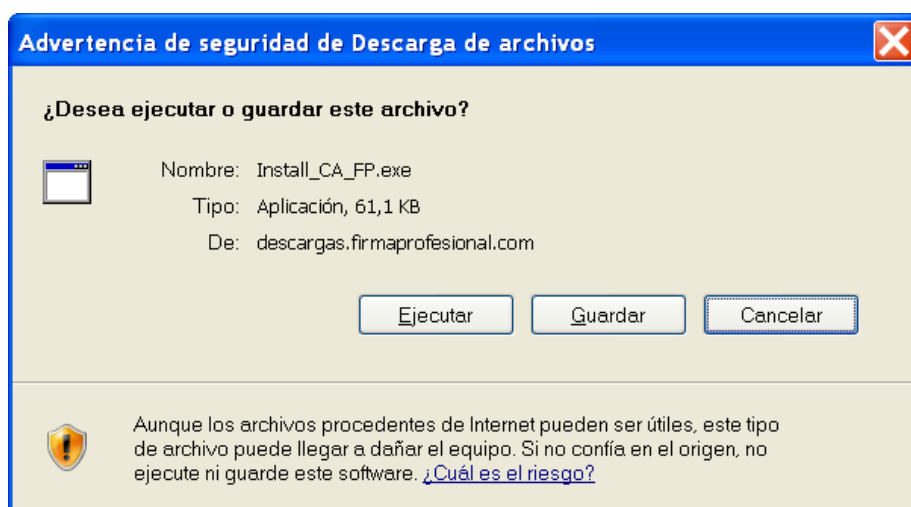 Advertencia de seguridad de Descarga de archivos
¿Desea ejecutar o guardar este archivo?
Nombre: Install_CA_FP.exe
Tipo: Aplicación, 61,1 KB
De: descargas.firmaprofesional.com
Ejecutar Guardar Cancelar
Aunque los archivos procedentes de Internet pueden ser útiles, este tipo
de archivo puede llegar a dañar el equipo. Si no confía en el origen, no
ejecute ni guarde este software. ¿Cuál es el riesgo?